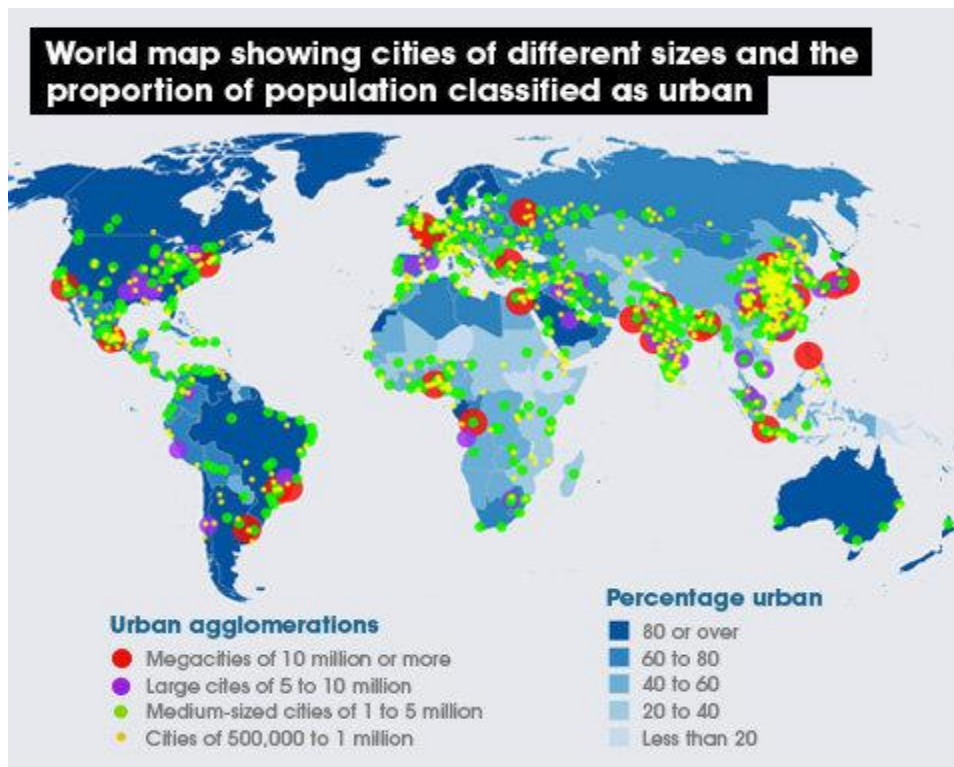 World map showing cities of different sizes and the
proportion of population classified as urban
Urban agglomerations
Megacities of 10 million or more
Large cites of 5 to 10 million
Medium-sized cities of 1 to 5 million
Cities of 500,000 to 1 million
Percentage urban
80 or over
60 to 80
40 to 60
20 to 40
Less than 20